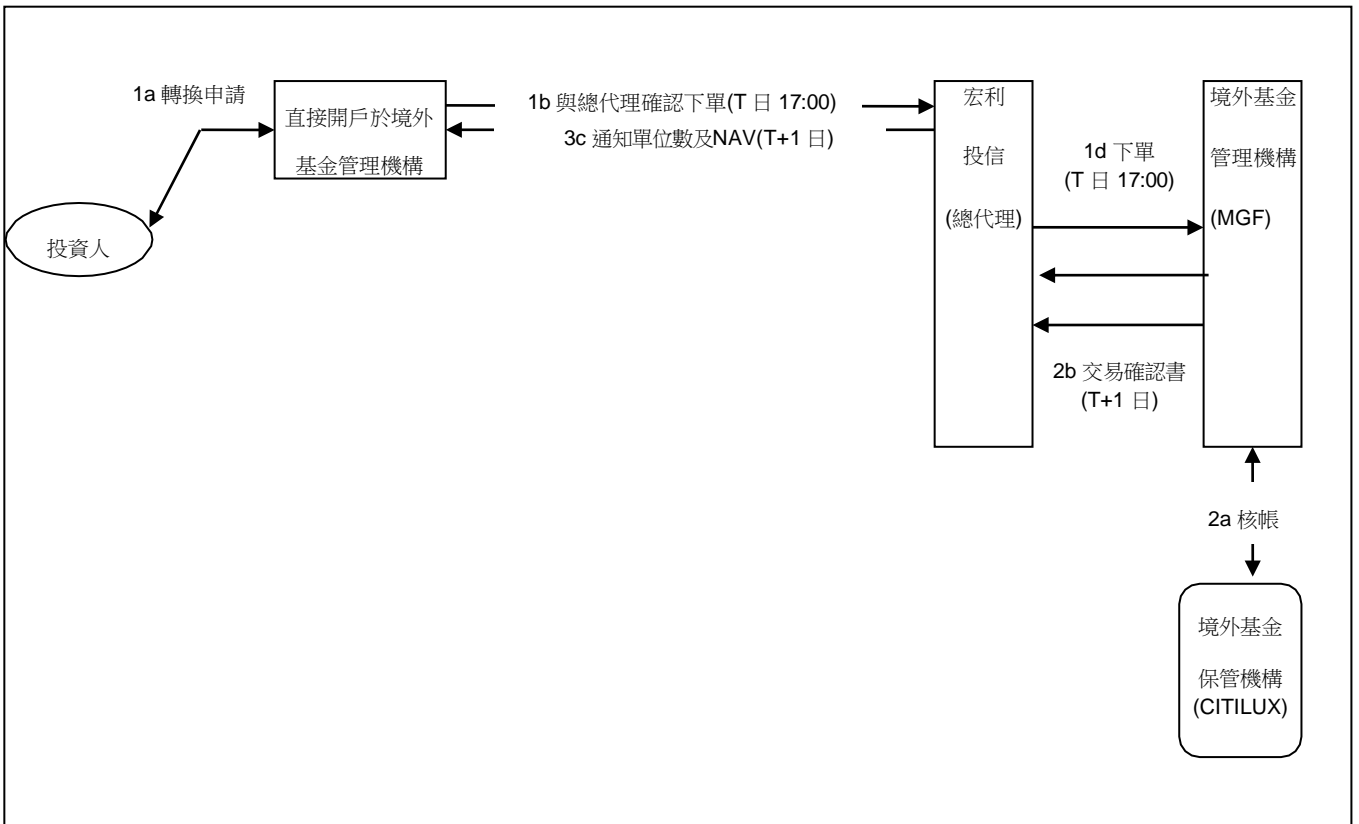 1a 轉換申請
直接開戶於境外
基金管理機構
投資人
1b 與總代理確認下單(T 日 17:00)
3c 通知單位數及NAV(T+1 日)
宏利
投信
(總代理)
1d 下單
(T 日 17:00)
2b 交易確認書
(T+1 日)
境外基金
管理機構
(MGF)
2a 核帳
境外基金
保管機構
(CITILUX)